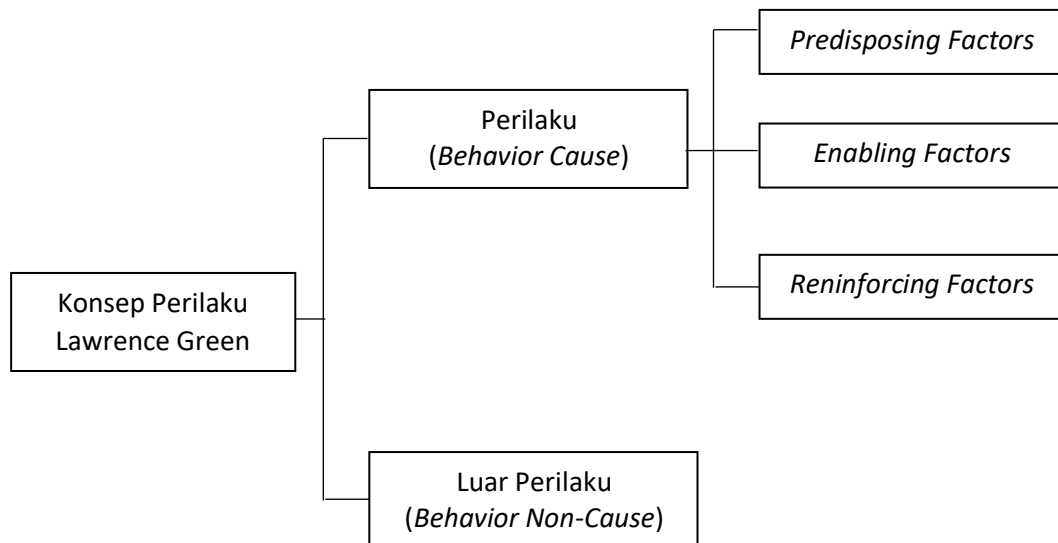 Predisposing Factors
Perilaku
(Behavior Cause)
Enabling Factors
Reninforcing Factors
Konsep Perilaku
Lawrence Green
Luar Perilaku
(Behavior Non-Cause)